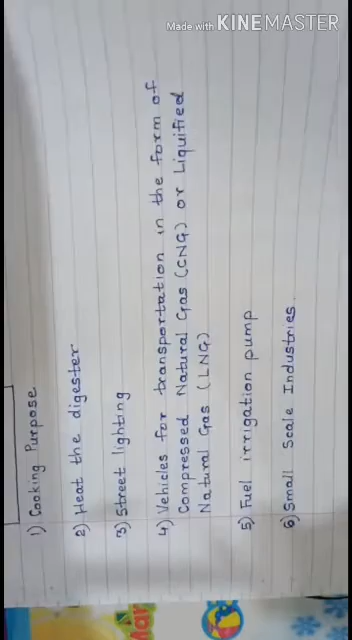 Made with KINEMASTER
1) Cooking Purpose
2) Heat the digester
3) Street lighting
4) Vehicles for transportation in the form of
Compressed Natural Gas (CNG) or Liquified
Natural Gas (LNG)
5) Fuel irrigation pump
6) Small Scale Industries.
Mar